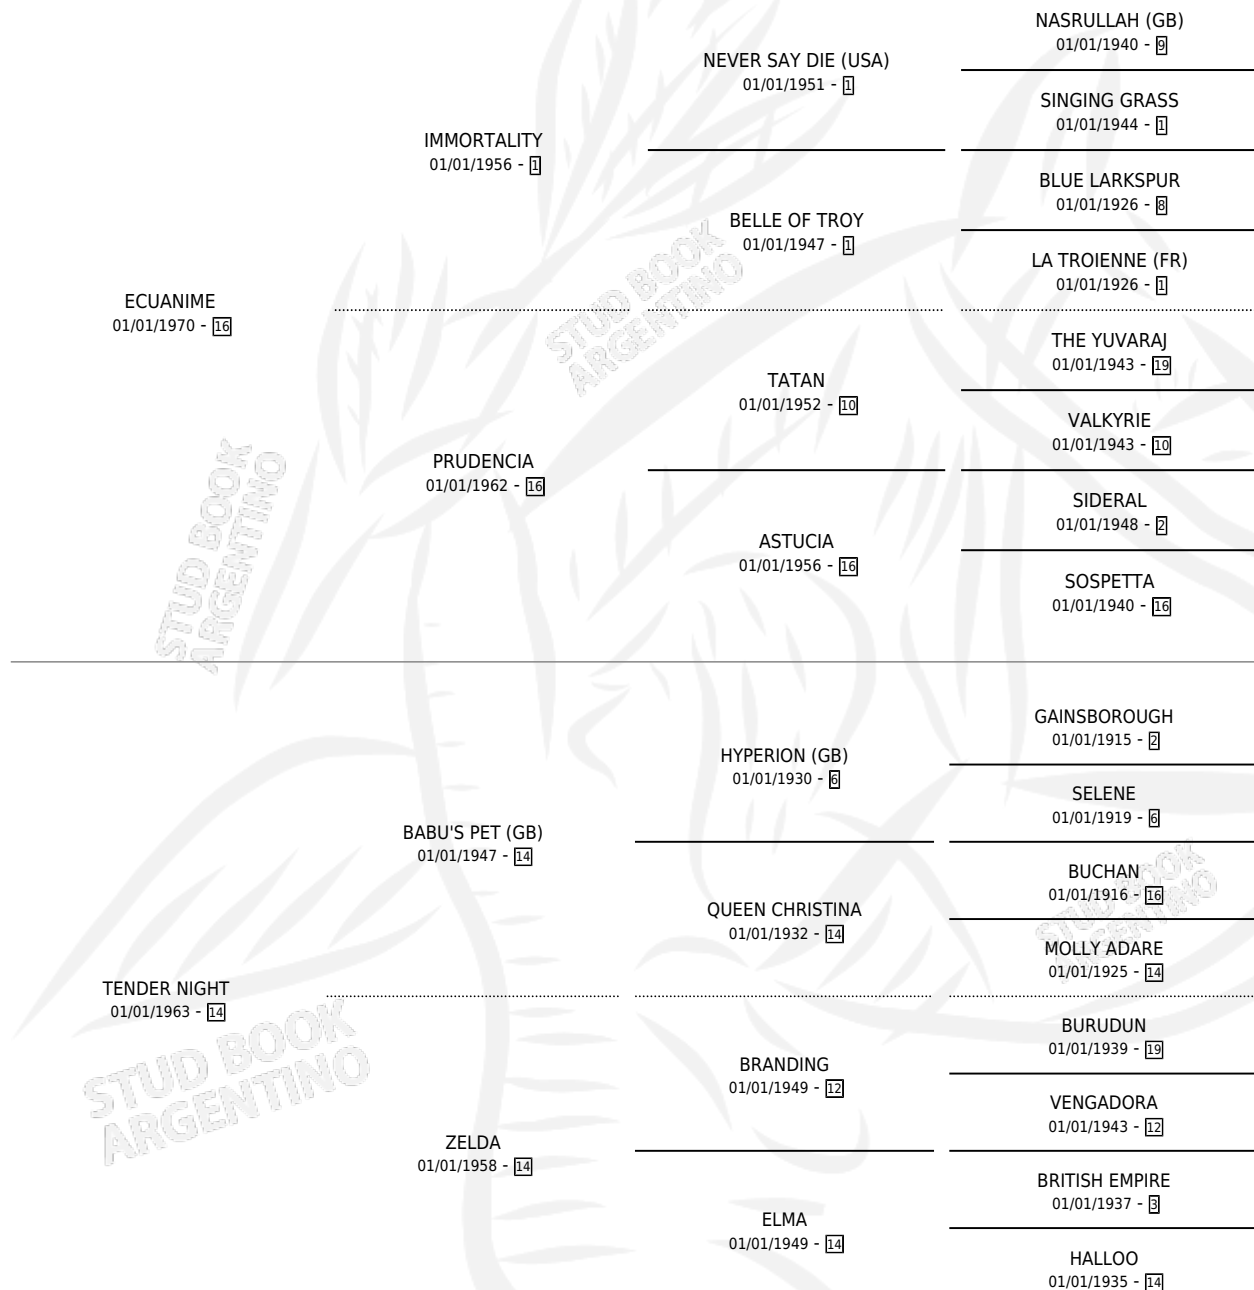 NASRULLAH (GB)
01/01/1940 - 9
NEVER SAY DIE (USA)
01/01/1951 - 1
SINGING GRASS
01/01/1944 - 1
IMMORTALITY
01/01/1956 - 1
BLUE LARKSPUR
01/01/1926 - 8
BELLE OF TROY
01/01/1947 - 1
LA TROIENNE (FR)
01/01/1926 - 1
ECUANIME
01/01/1970 - 16
THE YUVARAJ
01/01/1943 - 19
TATAN
01/01/1952 - 10
VALKYRIE
01/01/1943 - 10
PRUDENCIA
01/01/1962 - 16
SIDERAL
01/01/1948 - 2
ASTUCIA
01/01/1956 - 16
SOSPETTA
01/01/1940 - 16
GAINSBOROUGH
01/01/1915 - 2
HYPERION (GB)
01/01/1930 - 6
SELENE
01/01/1919 - 6
BABU'S PET (GB)
01/01/1947 - 14
BUCHAN
01/01/1916 - 16
QUEEN CHRISTINA
01/01/1932 - 14
MOLLY ADARE
01/01/1925 - 14
TENDER NIGHT
01/01/1963 - 14
BURUDUN
01/01/1939 - 19
BRANDING
01/01/1949 - 12
VENGADORA
01/01/1943 - 12
ZELDA
01/01/1958 - 14
BRITISH EMPIRE
01/01/1937 - 3
ELMA
01/01/1949 - 14
HALLOO
01/01/1935 - 14
STUD BOOK
ARGENTINO
STUD BOOK
ARGENTINO
STUD BOOK
ARGENTINO
STUD BOOK
ARGENTINO